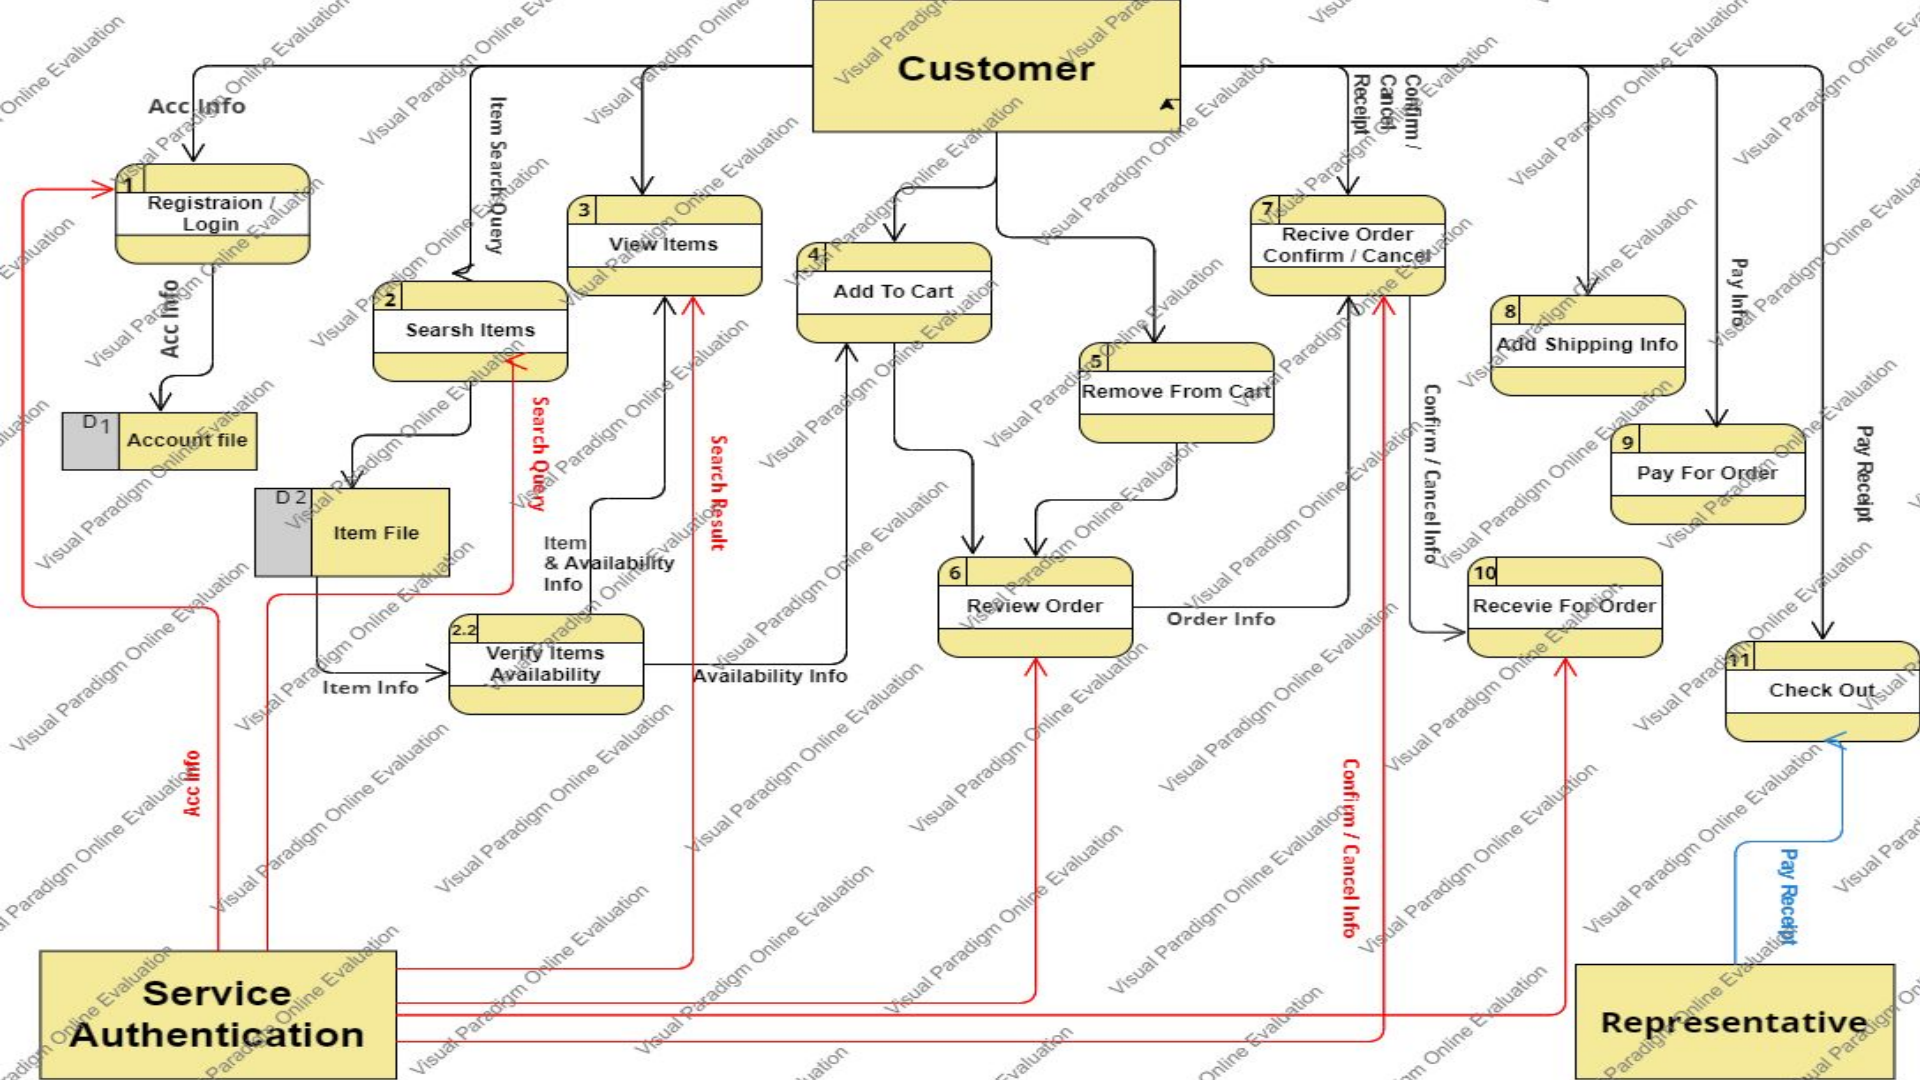 Customer
Acc Info
Item Search Query
Confirm /
Cancel
Receipt
1
Registraion /
Login
3
View Items
7
Recive Order
Confirm / Cancel
4
Add To Cart
2
Searsh Items
Acc Info
Pay Info
8
Add Shipping Info
5
Remove From Cart
D 1
Account file
Search Query
Search Result
Confirm / Cancel Info
9
Pay For Order
Pay Receipt
D 2
Item File
Item
& Availability
Info
6
Review Order
Order Info
10
Recevie For Order
2.2
Verify Items
Availability
Item Info
Availability Info
11
Check Out
Acc Info
Confirm / Cancel Info
Pay Receipt
Service
Authentication
Representative
Visual Paradigm Online Evaluation